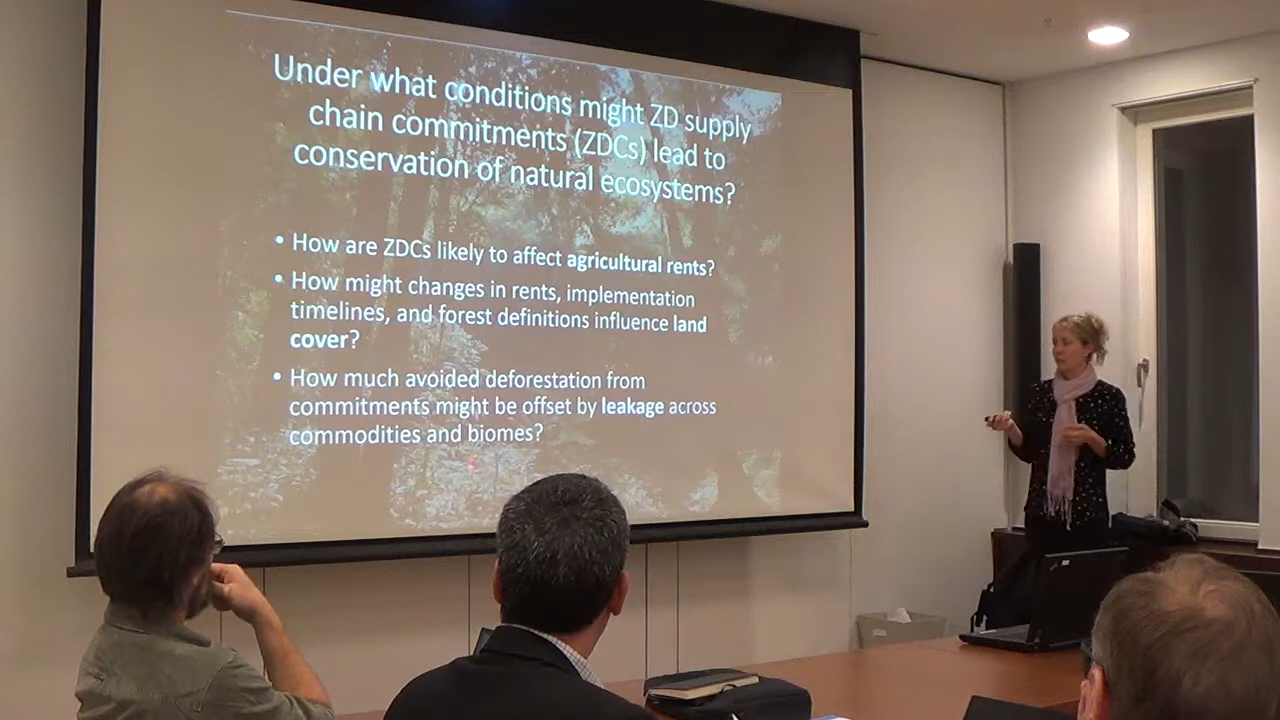 Under what conditions might ZD supply
chain commitments (ZDCs) lead to
conservation of natural ecosystems?
• How are ZDCs likely to affect agricultural rents?
• How might changes in rents, implementation
timelines, and forest definitions influence land
cover?
• How much avoided deforestation from
commitments might be offset by leakage across
commodities and biomes?